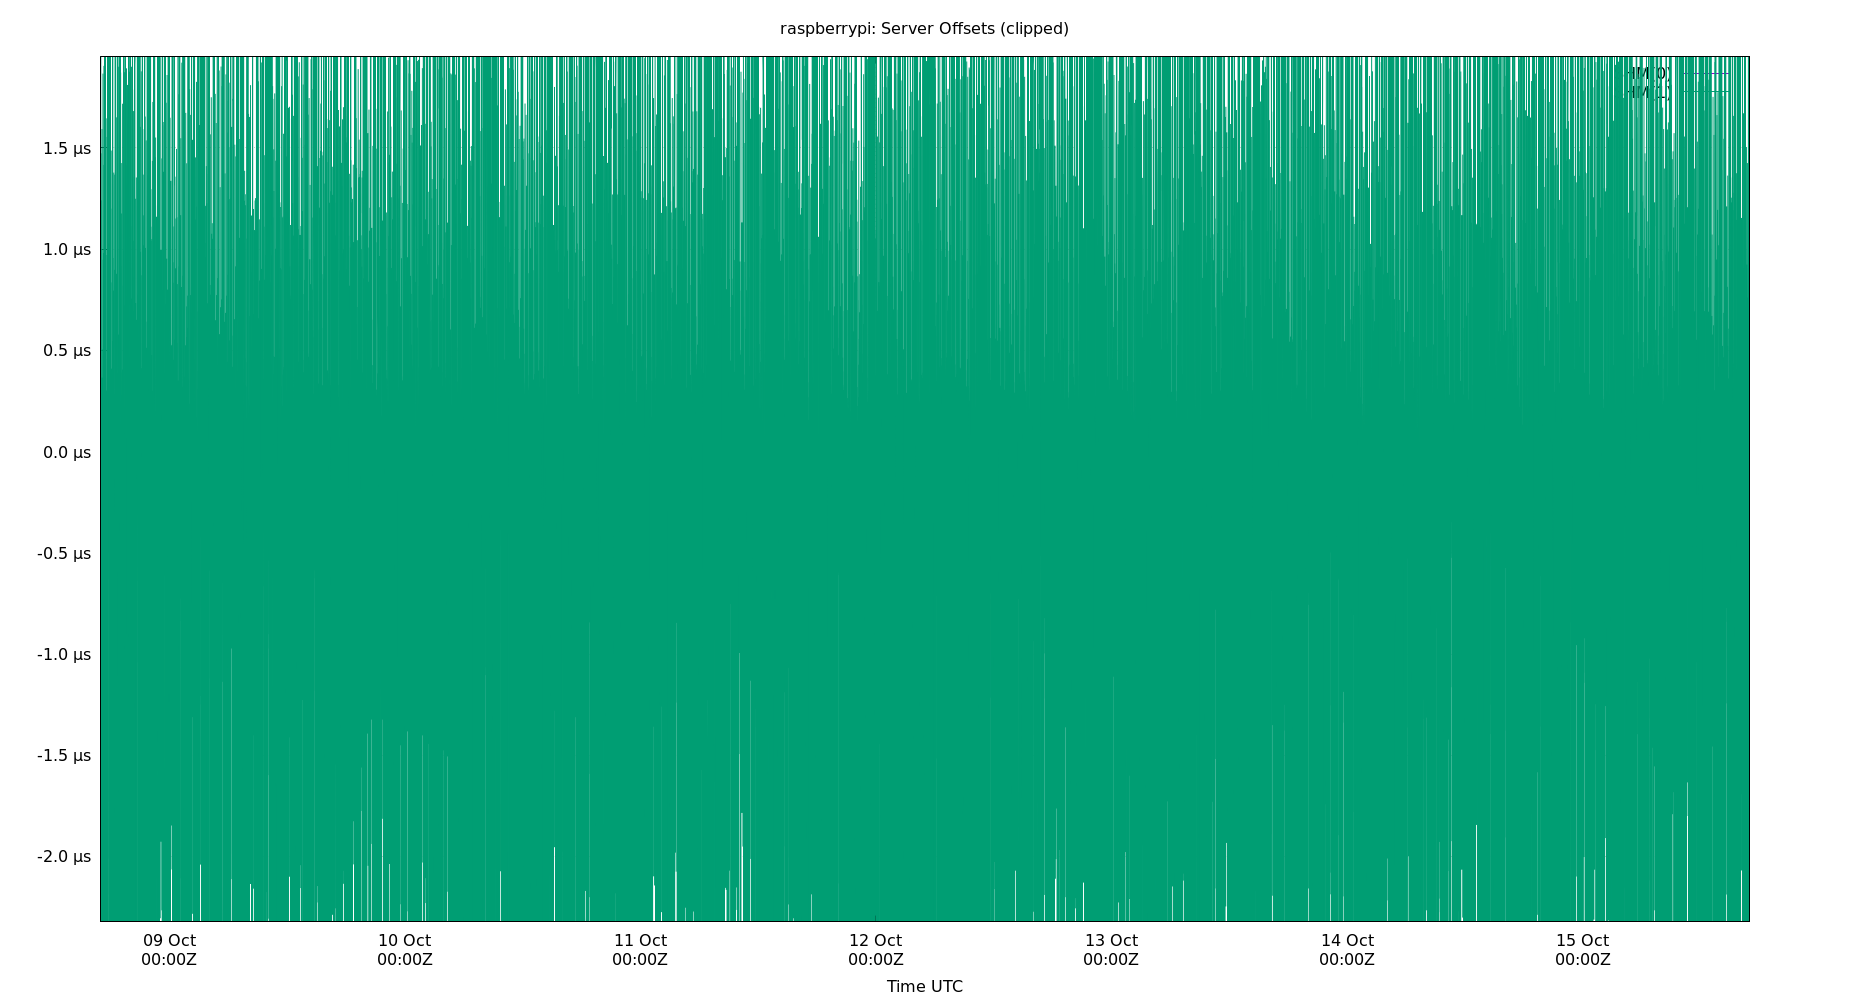 raspberrypi: Server Offsets (clipped)
1.5 µs
1.0 µs
0.5 µs
0.0 µs
-0.5 µs
-1.0 µs
-1.5 µs
-2.0 µs
09 Oct 10 Oct 11 Oct 12 Oct 13 Oct 14 Oct 15 Oct
00:00Z 00:00Z 00:00Z 00:00Z 00:00Z 00:00Z 00:00Z
Time UTC